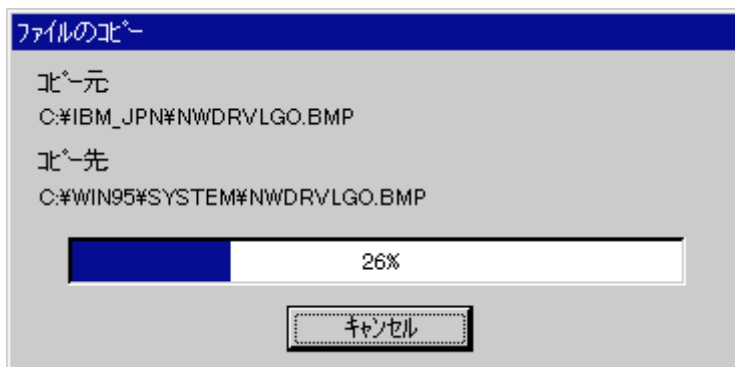 ﾌｧｲﾙのｺﾋﾟｰ
ｺﾋﾟｰ元:
C:¥IBM_JPN¥NWDRVLGO.BMP
ｺﾋﾟｰ先:
C:¥WIN95¥SYSTEM¥NWDRVLGO.BMP
26%
ｷｬﾝｾﾙ